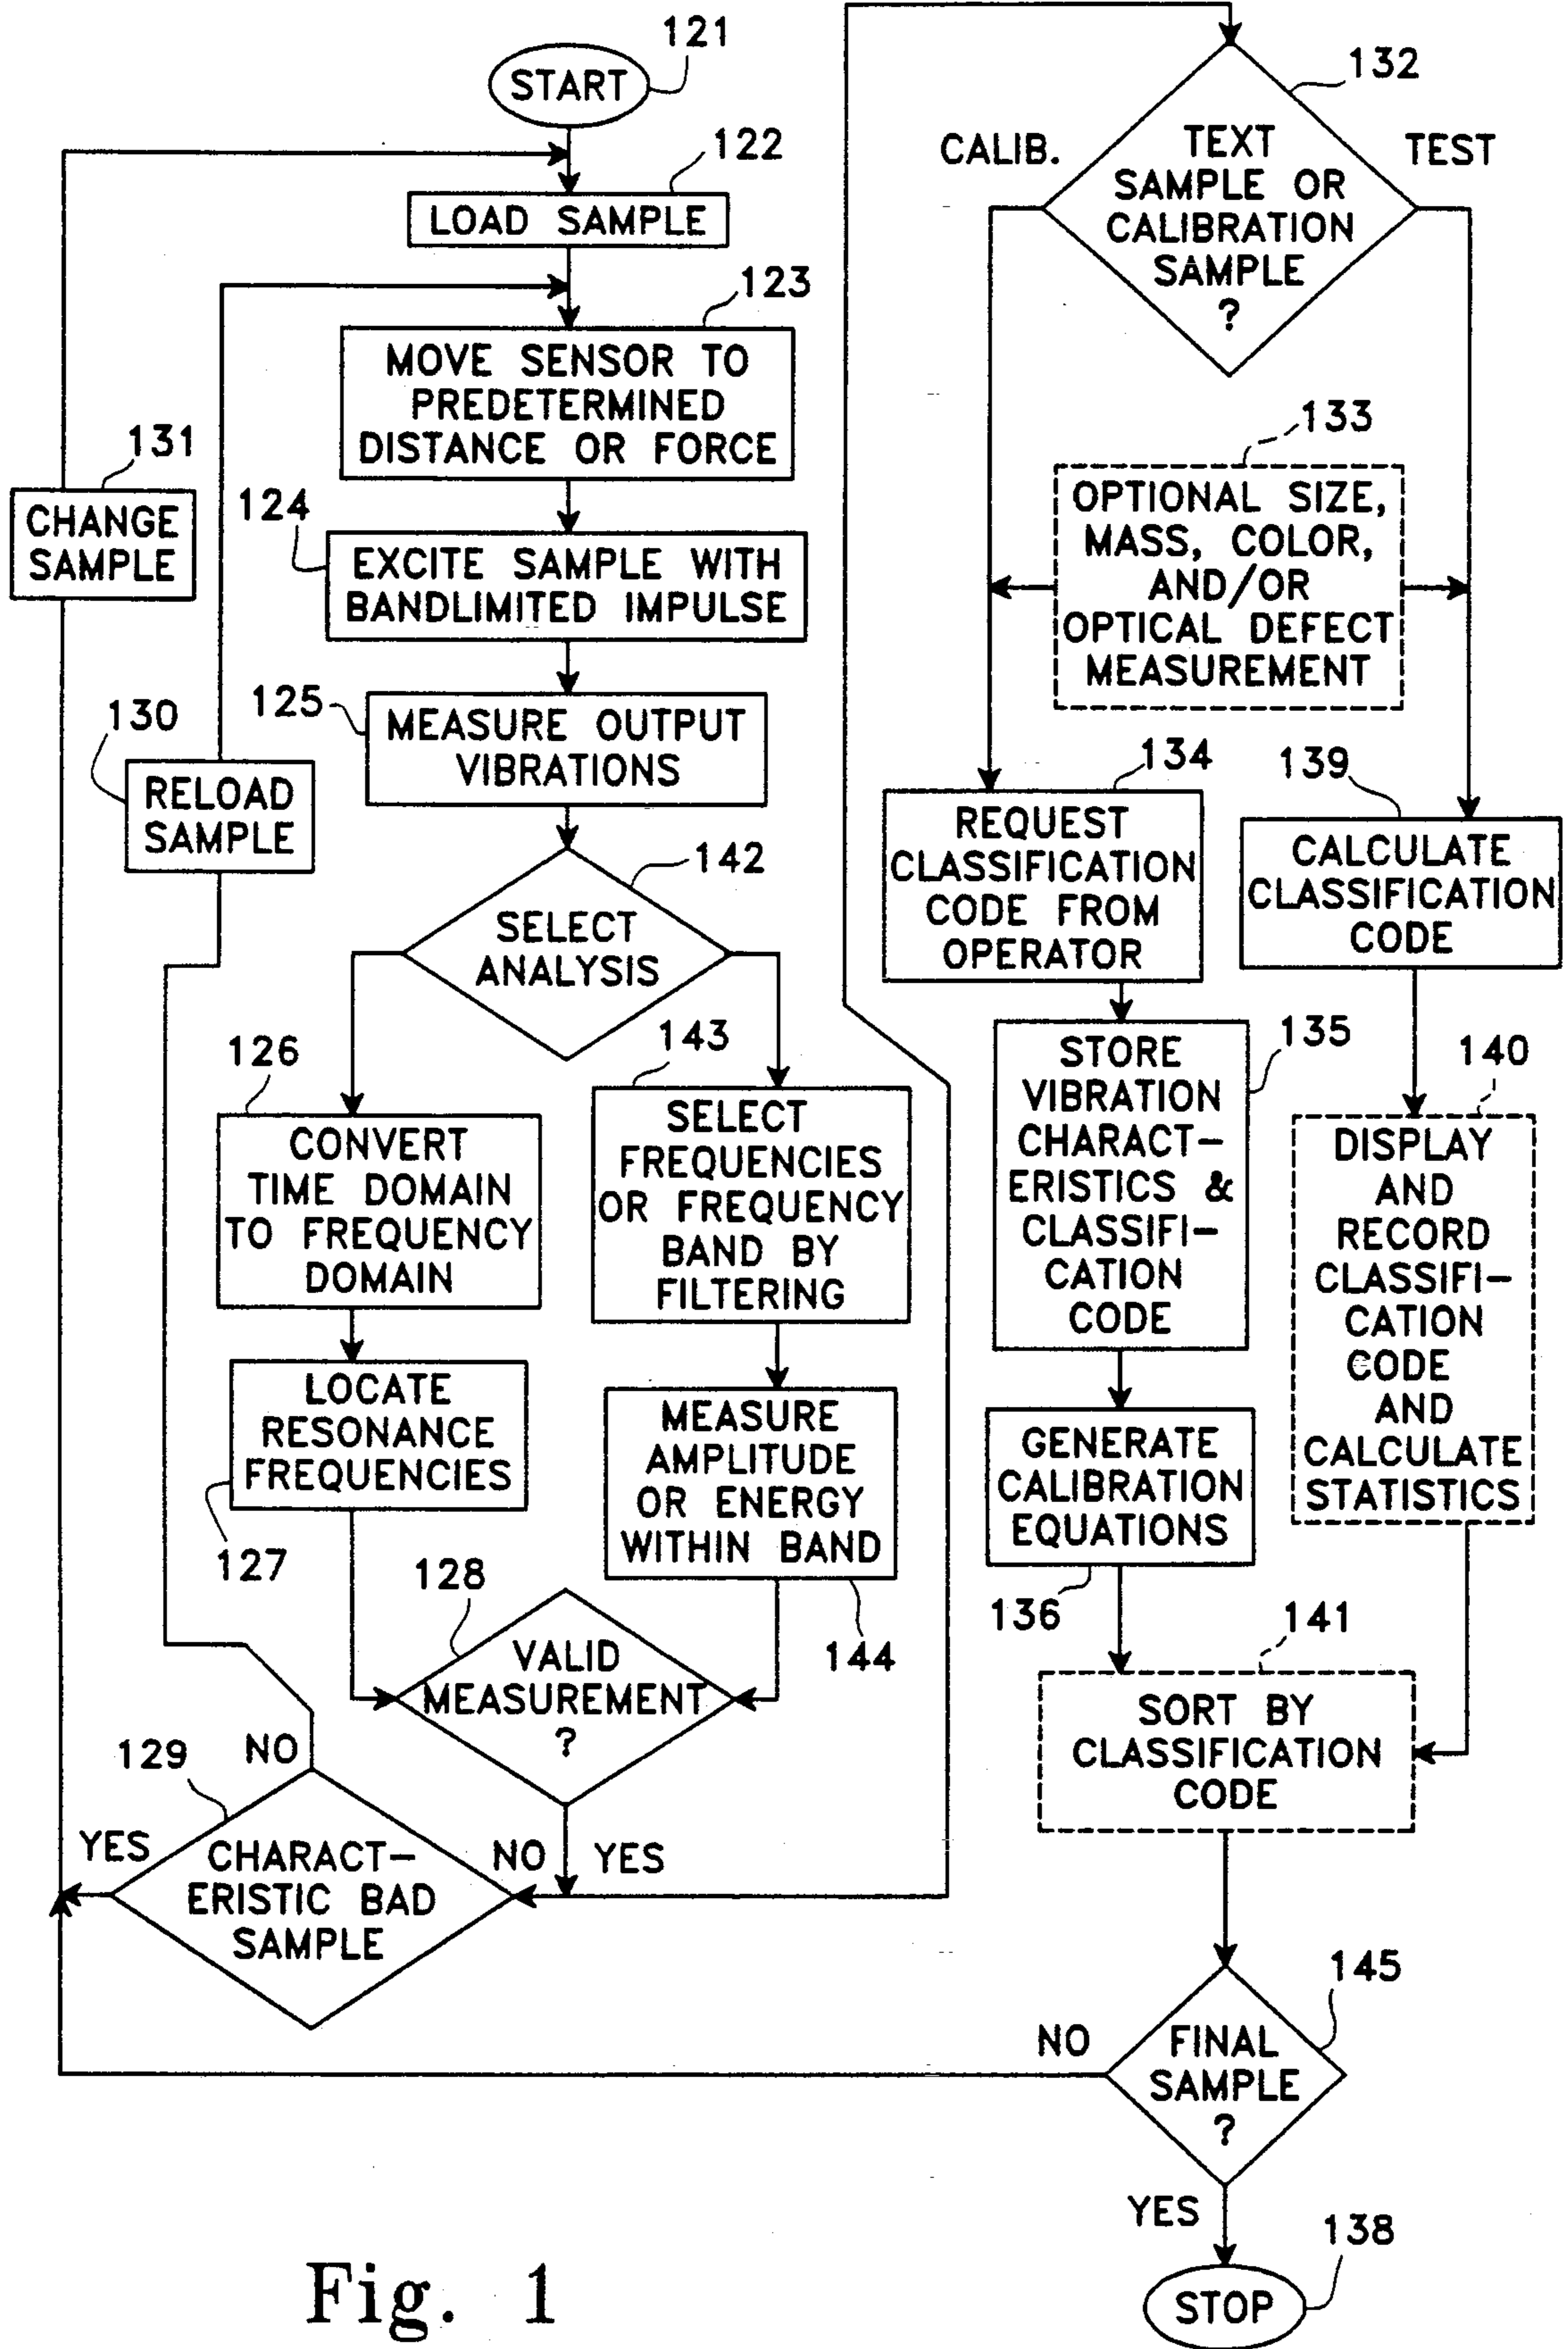 121
START
122
LOAD SAMPLE
123
MOVE SENSOR TO
PREDETERMINED
DISTANCE OR FORCE
131
CHANGE
SAMPLE
124
EXCITE SAMPLE WITH
BANDLIMITED IMPULSE
125
MEASURE OUTPUT
VIBRATIONS
130
RELOAD
SAMPLE
142
SELECT
ANALYSIS
126
CONVERT
TIME DOMAIN
TO FREQUENCY
DOMAIN
143
SELECT
FREQUENCIES
OR FREQUENCY
BAND BY
FILTERING
LOCATE
RESONANCE
FREQUENCIES
127
MEASURE
AMPLITUDE
OR ENERGY
WITHIN BAND
144
128
VALID
MEASUREMENT
?
129
NO
YES
NO
YES
CHARACT-
ERISTIC BAD
SAMPLE
132
CALIB.
TEST
TEXT
SAMPLE OR
CALIBRATION
SAMPLE
?
133
OPTIONAL SIZE,
MASS, COLOR,
AND/OR
OPTICAL DEFECT
MEASUREMENT
134
REQUEST
CLASSIFICATION
CODE FROM
OPERATOR
139
CALCULATE
CLASSIFICATION
CODE
135
STORE
VIBRATION
CHARACT-
ERISTICS &
CLASSIFI-
CATION
CODE
140
DISPLAY
AND
RECORD
CLASSIFI-
CATION
CODE
AND
CALCULATE
STATISTICS
GENERATE
CALIBRATION
EQUATIONS
136
141
SORT BY
CLASSIFICATION
CODE
145
NO
FINAL
SAMPLE
?
YES
138
STOP
Fig. 1